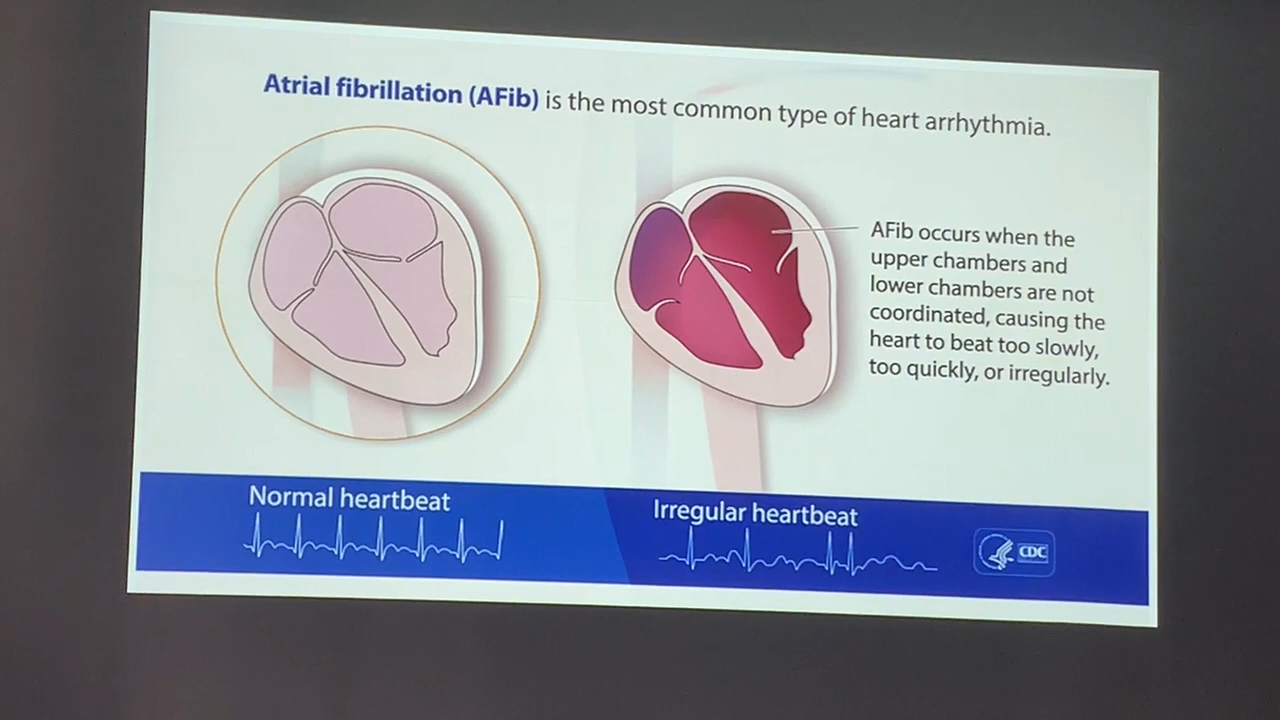 Atrial fibrillation (AFib) is the most common type of heart arrhythmia.
AFib occurs when the
upper chambers and
lower chambers are not
coordinated, causing the
heart to beat too slowly,
too quickly, or irregularly.
Normal heartbeat
Irregular heartbeat
CDC